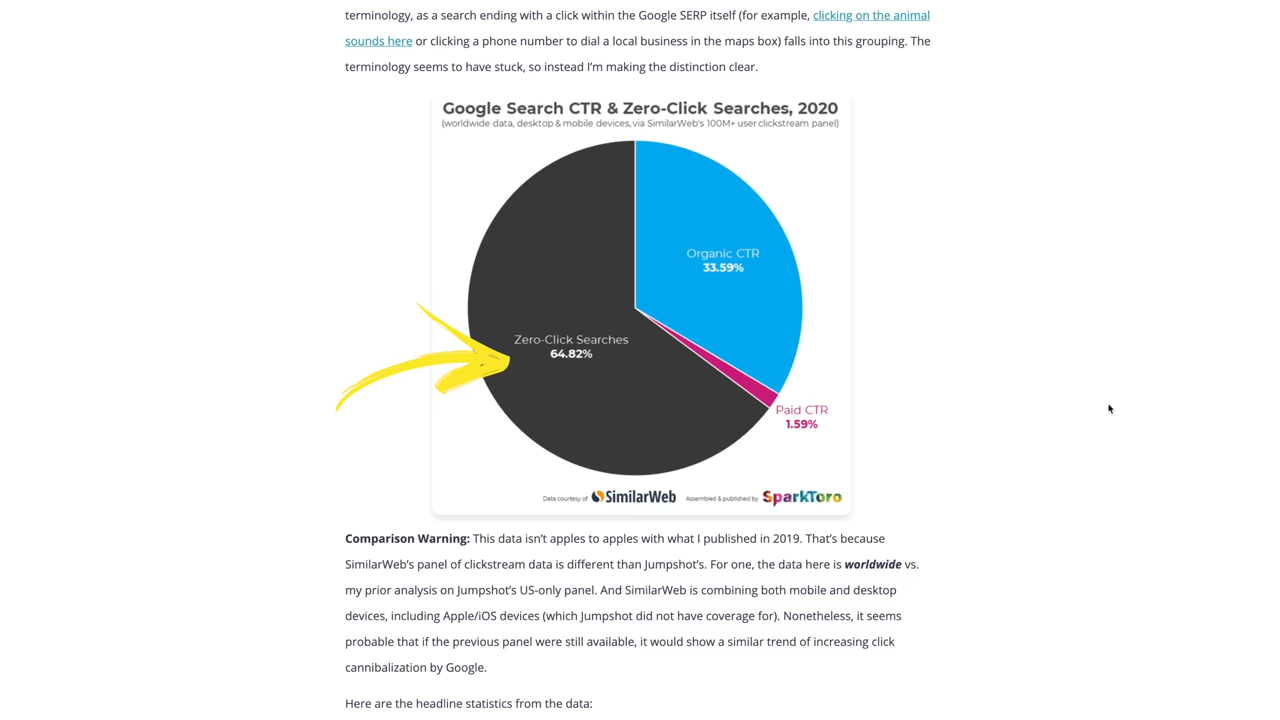 terminology, as a search ending with a click within the Google SERP itself (for example, clicking on the animal
sounds here or clicking a phone number to dial a local business in the maps box) falls into this grouping. The
terminology seems to have stuck, so instead I’m making the distinction clear.
Google Search CTR & Zero-Click Searches, 2020
(worldwide data, desktop & mobile devices, via SimilarWeb's 100M+ user clickstream panel)
Organic CTR
33.59%
Zero-Click Searches
64.82%
Paid CTR
1.59%
Data courtesy of SimilarWeb Assembled & published by SparkToro
Comparison Warning: This data isn’t apples to apples with what I published in 2019. That’s because
SimilarWeb’s panel of clickstream data is different than Jumpshot’s. For one, the data here is worldwide vs.
my prior analysis on Jumpshot’s US-only panel. And SimilarWeb is combining both mobile and desktop
devices, including Apple/iOS devices (which Jumpshot did not have coverage for). Nonetheless, it seems
probable that if the previous panel were still available, it would show a similar trend of increasing click
cannibalization by Google.
Here are the headline statistics from the data: